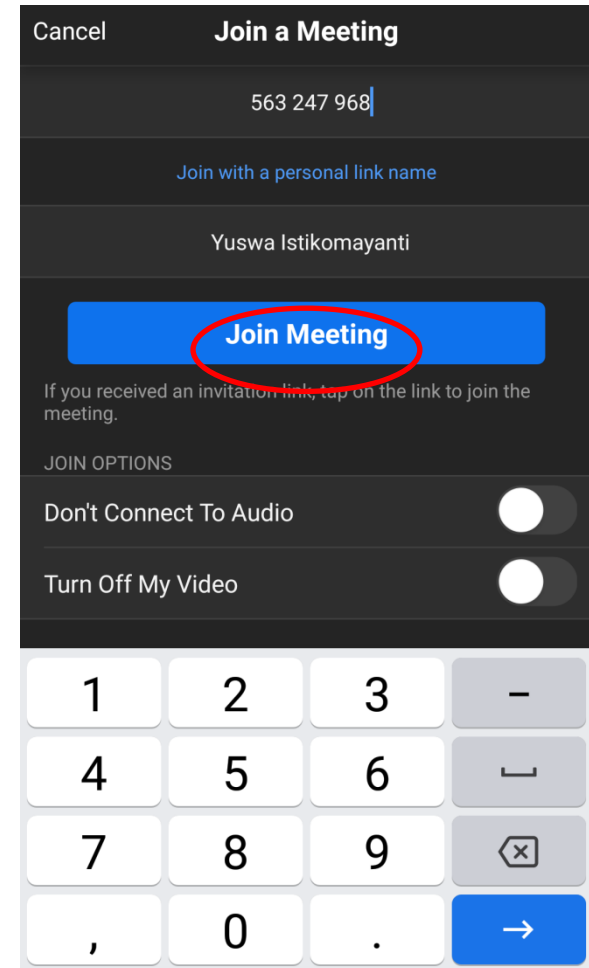 Cancel Join a Meeting
563 247 968
Join with a personal link name
Yuswa Istikomayanti
Join Meeting
If you received an invitation link, tap on the link to join the
meeting.
JOIN OPTIONS
Don't Connect To Audio
Turn Off My Video
1 2 3 -
4 5 6
7 8 9
, 0 .